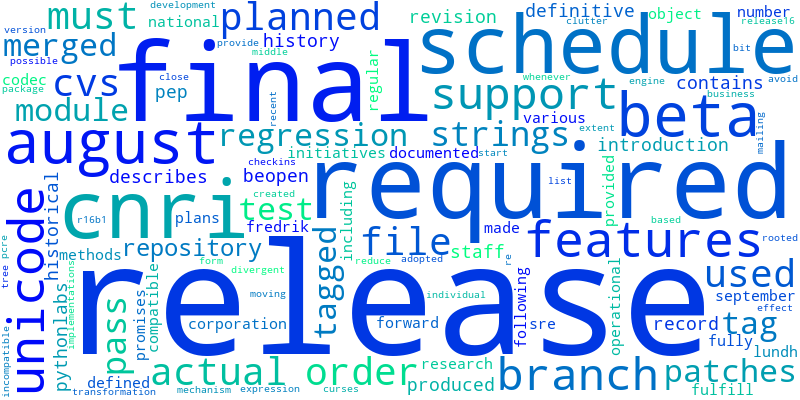 development
must
national
planned
revision
definitive
clutter
object
number
release16
version
merged
possible
history
provide
middle
final
schedule
bit
codec
package
cvs
close
pep
recent
regular
whenever
engine
contains
avoid
business
support
module
august
regression
strings
various
extent
beta
mailing
initiatives
documented
start
introduction
checkins
describes
beopen
required
list
provided
unicode
historical
cnri
created
test
r16b1
plans
fredrik
including
made
based
rooted
tree
pcre
methods
repository
tagged
file
staff
features
implementations
compatible
form
divergent
reduce
adopted
re
release
operational
used
moving
individual
september
effect
pythonlabs
pass
promises
corporation
forward
sre
following
record
tag
fully
lundh
incompatible
defined
actual
order
research
branch
patches
transformation
mechanism
expression
curses
produced
fulfill